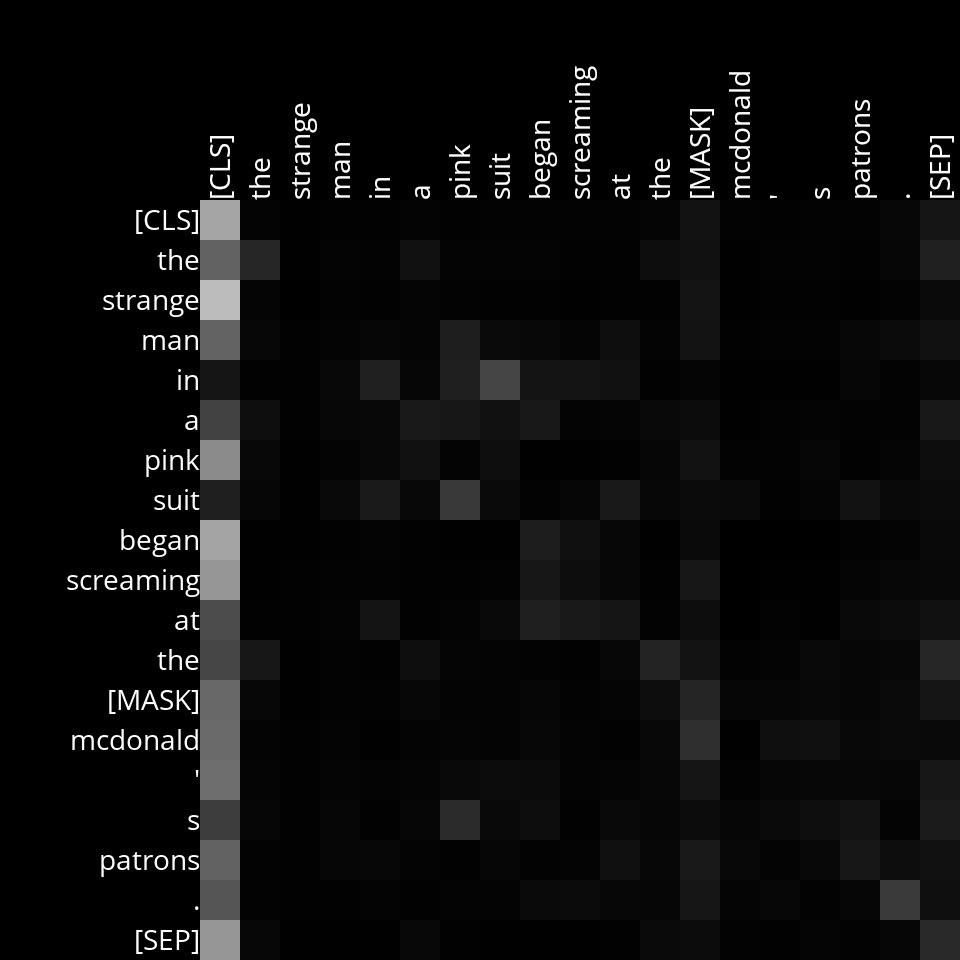 [CLS] the strange man in a pink suit began screaming at the [MASK] mcdonald ' s patrons . [SEP]
[CLS]
the
strange
man
in
a
pink
suit
began
screaming
at
the
[MASK]
mcdonald
'
s
patrons
.
[SEP]